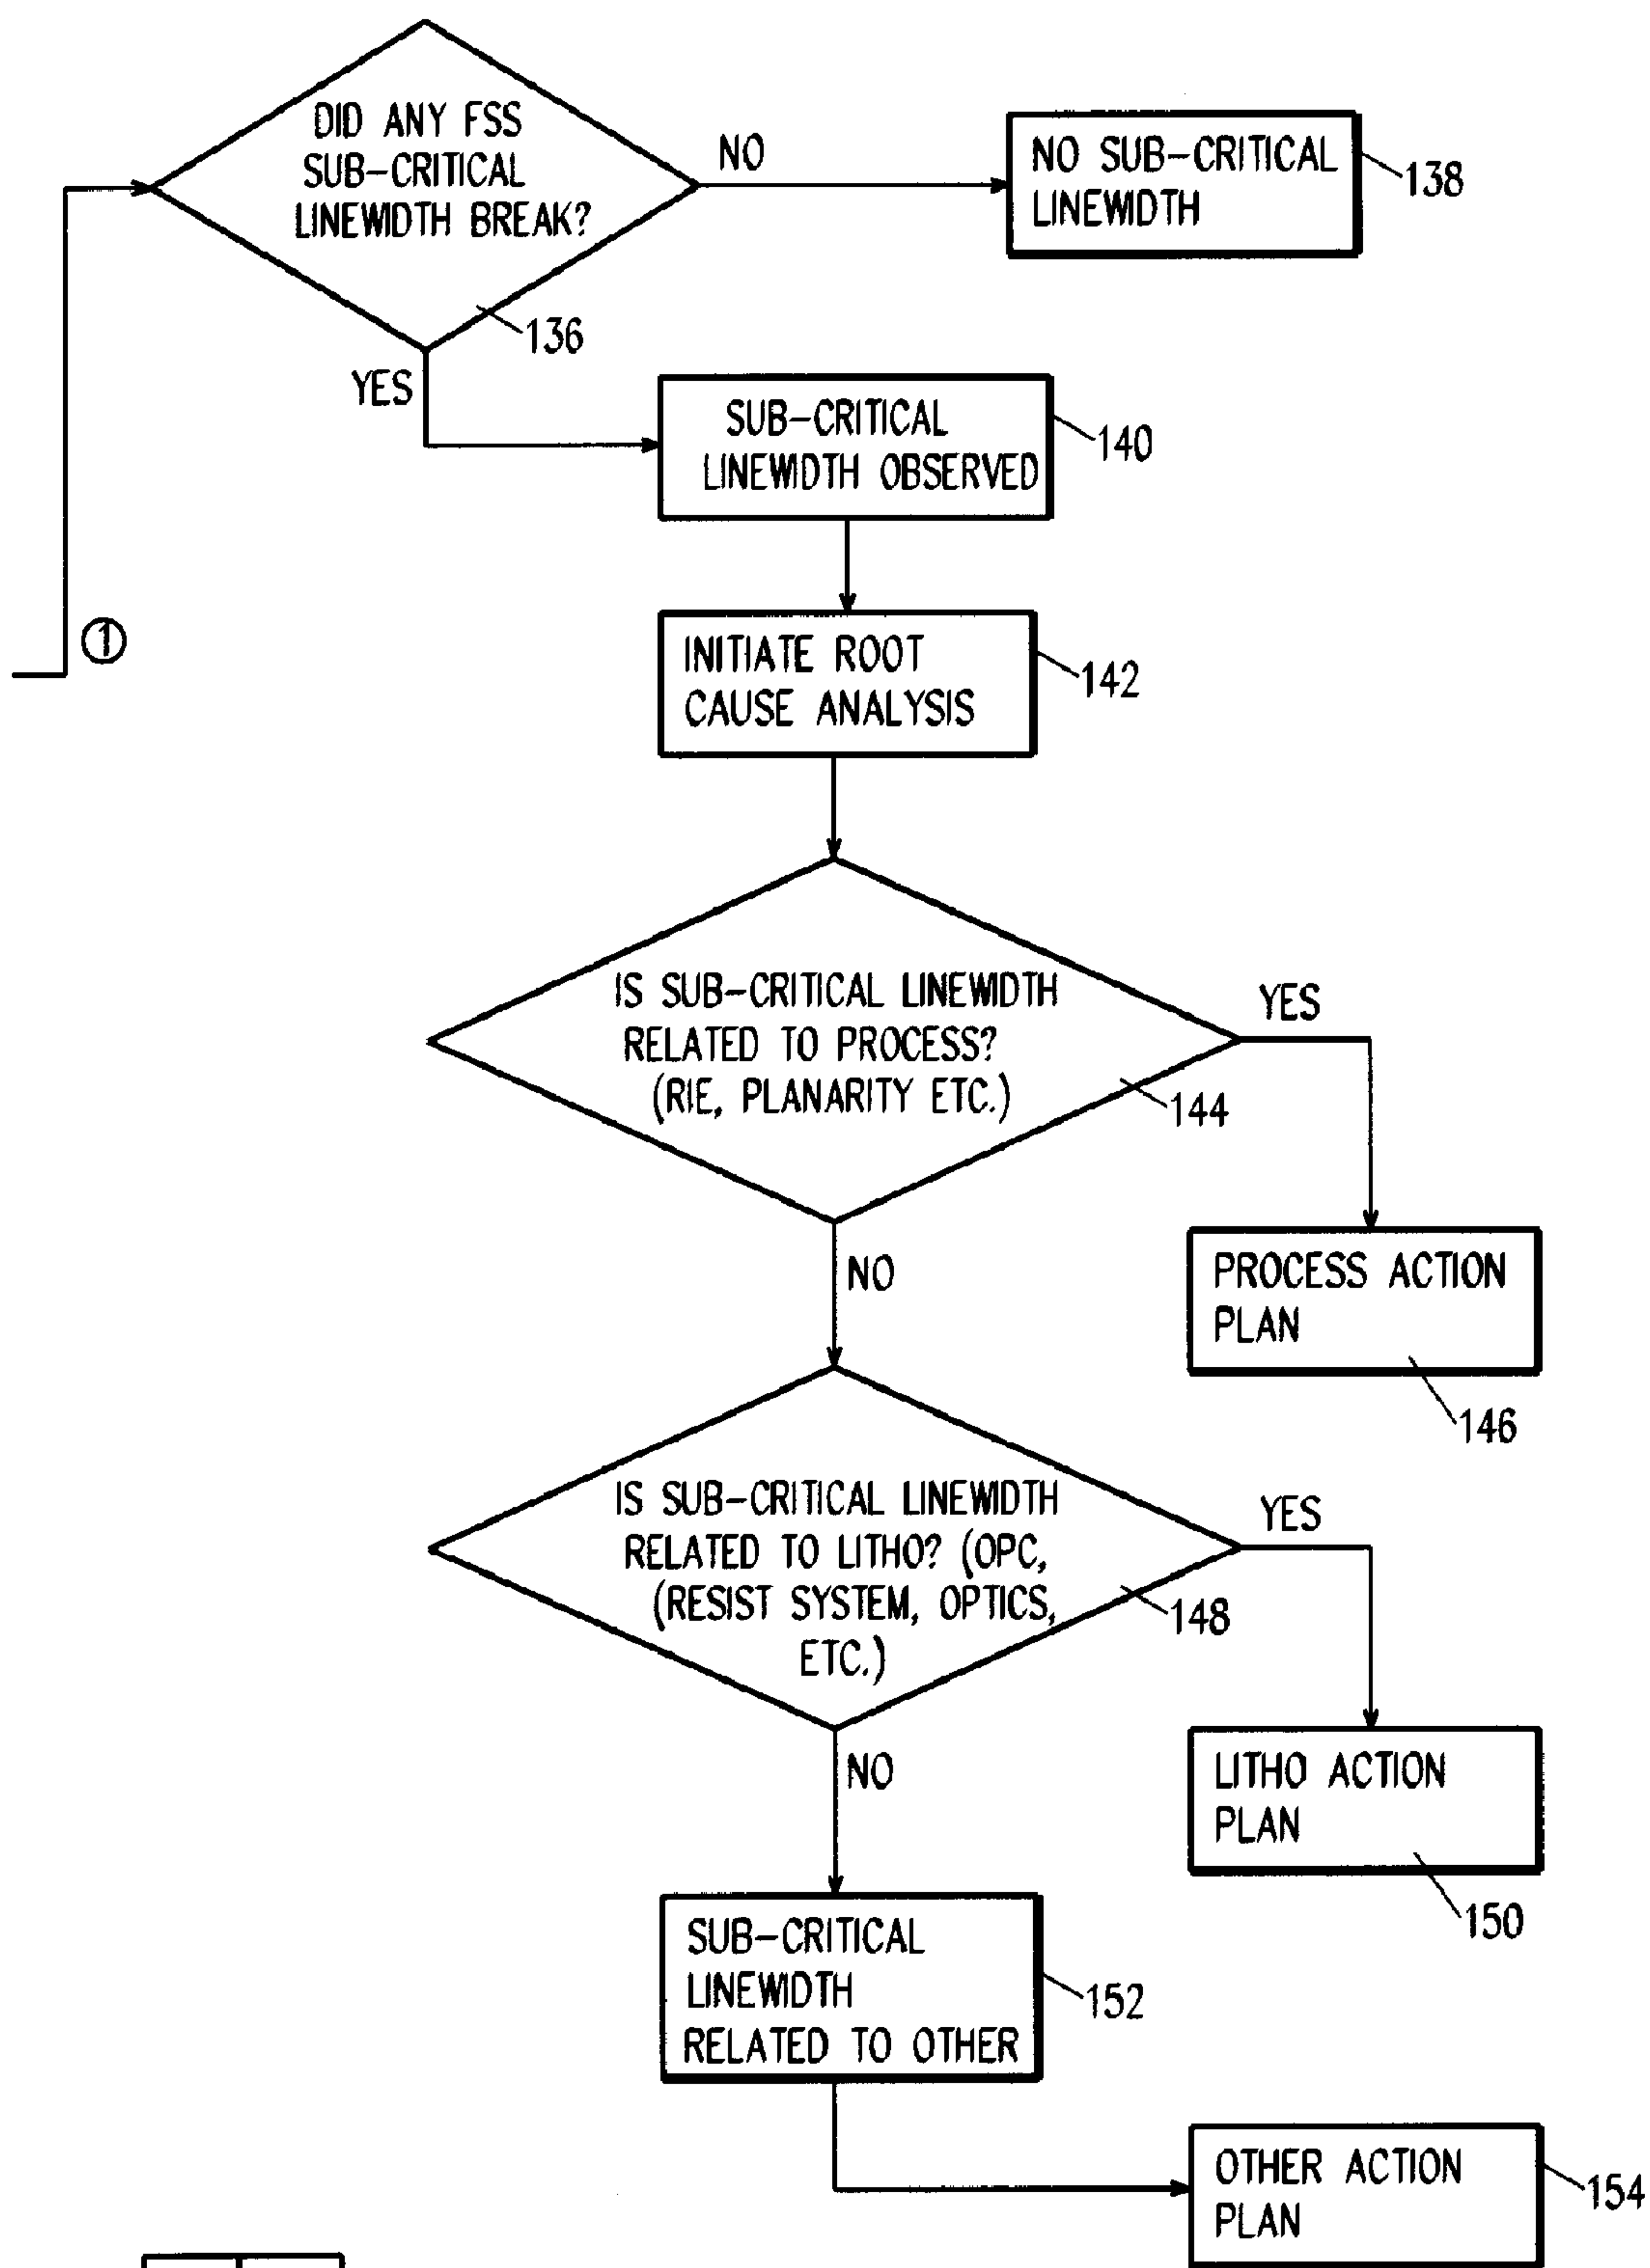 DID ANY FSS
SUB-CRITICAL
LINEWIDTH BREAK?
NO
NO SUB-CRITICAL
LINEWIDTH
138
136
YES
SUB-CRITICAL
LINEWIDTH OBSERVED
140
1
INITIATE ROOT
CAUSE ANALYSIS
142
IS SUB-CRITICAL LINEWIDTH
RELATED TO PROCESS?
(RIE, PLANARITY ETC.)
YES
144
NO
PROCESS ACTION
PLAN
146
IS SUB-CRITICAL LINEWIDTH
RELATED TO LITHO? (OPC,
(RESIST SYSTEM, OPTICS,
ETC.)
YES
148
NO
LITHO ACTION
PLAN
150
SUB-CRITICAL
LINEWIDTH
RELATED TO OTHER
152
OTHER ACTION
PLAN
154